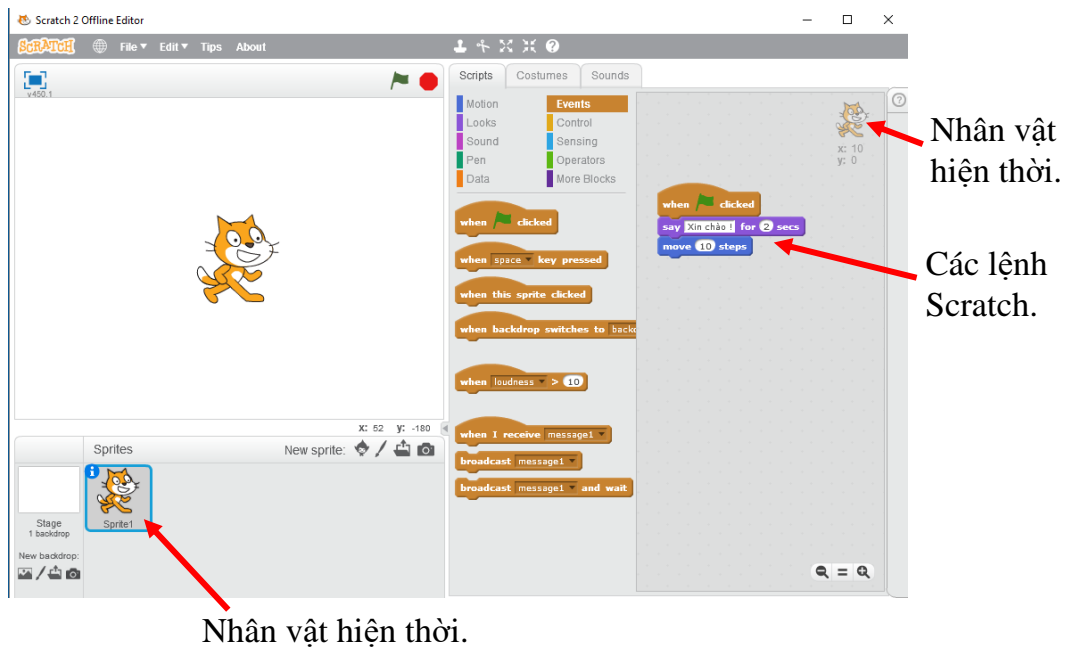 Scratch 2 Offline Editor
SCRATCH File Edit Tips About
v450.1
Scripts Costumes Sounds
Motion Events
Looks Control
Sound Sensing
Pen Operators
Data More Blocks
when clicked
when space key pressed
when this sprite clicked
when backdrop switches to
when loudness > 10
when I receive message1
broadcast message1
broadcast message1 and wait
x: 10
y: 0
when clicked
say Xin chào ! for 2 secs
move 10 steps
Nhân vật
hiện thời.
Các lệnh
Scratch.
x: 52 y: -180
Sprites New sprite:
Stage
1 backdrop
New backdrop:
Sprite1
Nhân vật hiện thời.